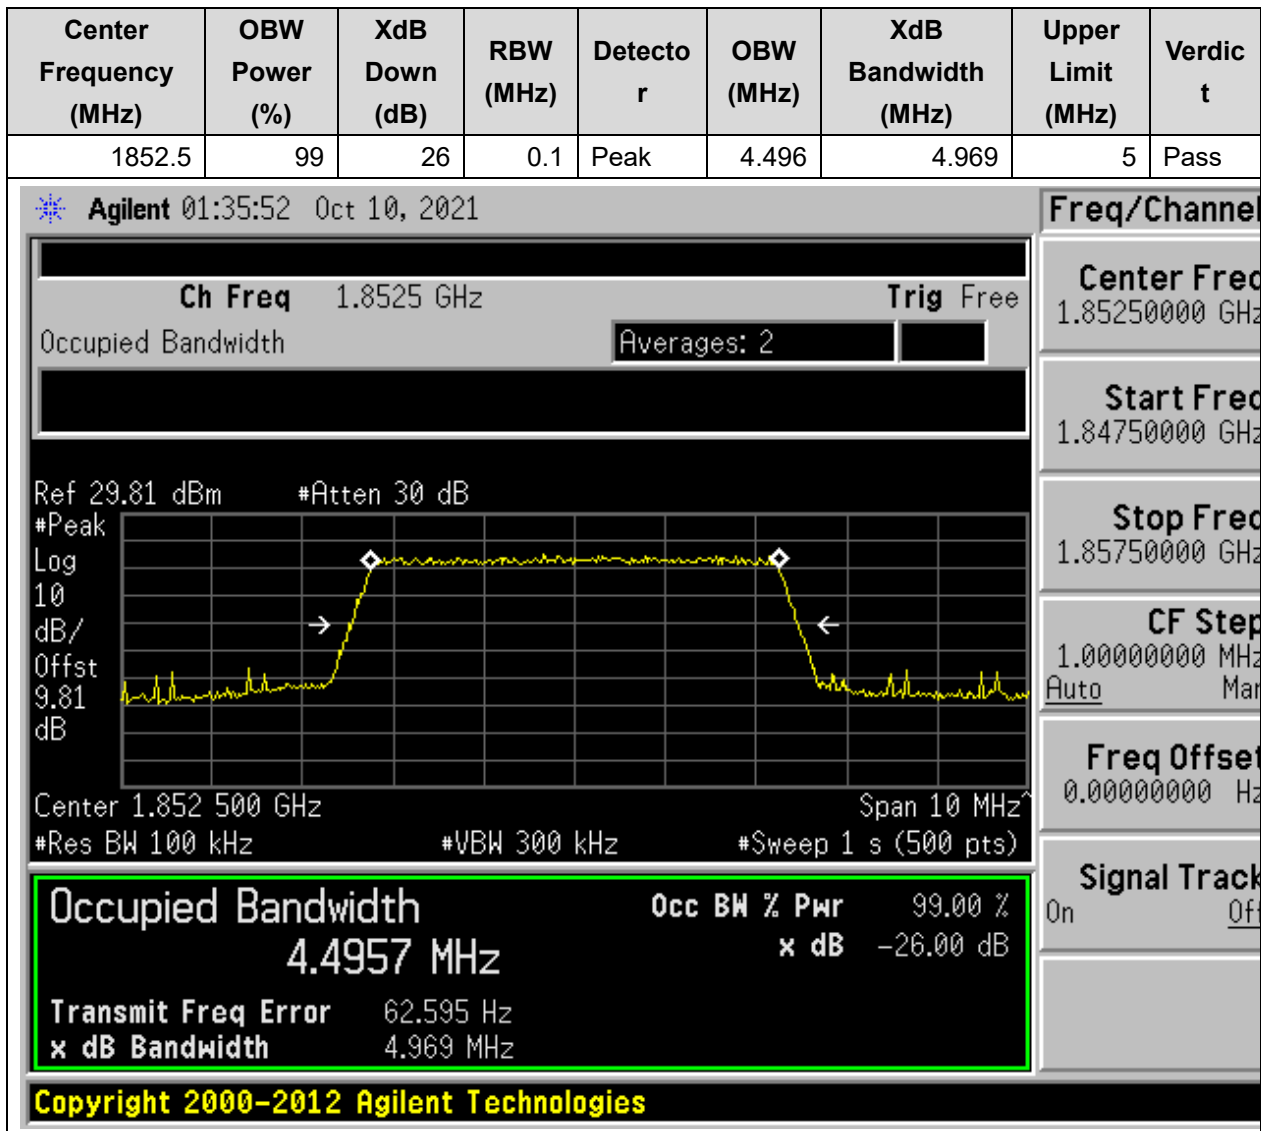 Center Frequency (MHz) OBW Power (%) XdB Down (dB) RBW (MHz) Detector OBW (MHz) XdB Bandwidth (MHz) Upper Limit (MHz) Verdict
1852.5 99 26 0.1 Peak 4.496 4.969 5 Pass
Agilent 01:35:52 Oct 10, 2021
Freq/Channel
Ch Freq 1.8525 GHz Trig Free
Occupied Bandwidth Averages: 2
Center Freq
1.85250000 GHz
Start Freq
1.84750000 GHz
Stop Freq
1.85750000 GHz
CF Step
1.00000000 MHz
Auto Man
Freq Offset
0.00000000 Hz
Signal Track
On Off
Ref 29.81 dBm #Atten 30 dB
#Peak
Log
10
dB/
Offst
9.81
dB
Center 1.852 500 GHz Span 10 MHz^
#Res BW 100 kHz #VBW 300 kHz #Sweep 1 s (500 pts)
Occupied Bandwidth Occ BW % Pwr 99.00 %
4.4957 MHz x dB -26.00 dB
Transmit Freq Error 62.595 Hz
x dB Bandwidth 4.969 MHz
Copyright 2000-2012 Agilent Technologies